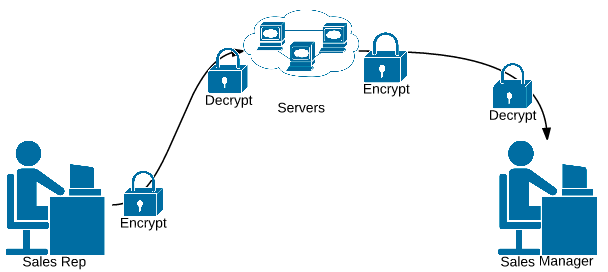 Decrypt
Servers
Encrypt
Decrypt
Encrypt
Sales Rep
Sales Manager